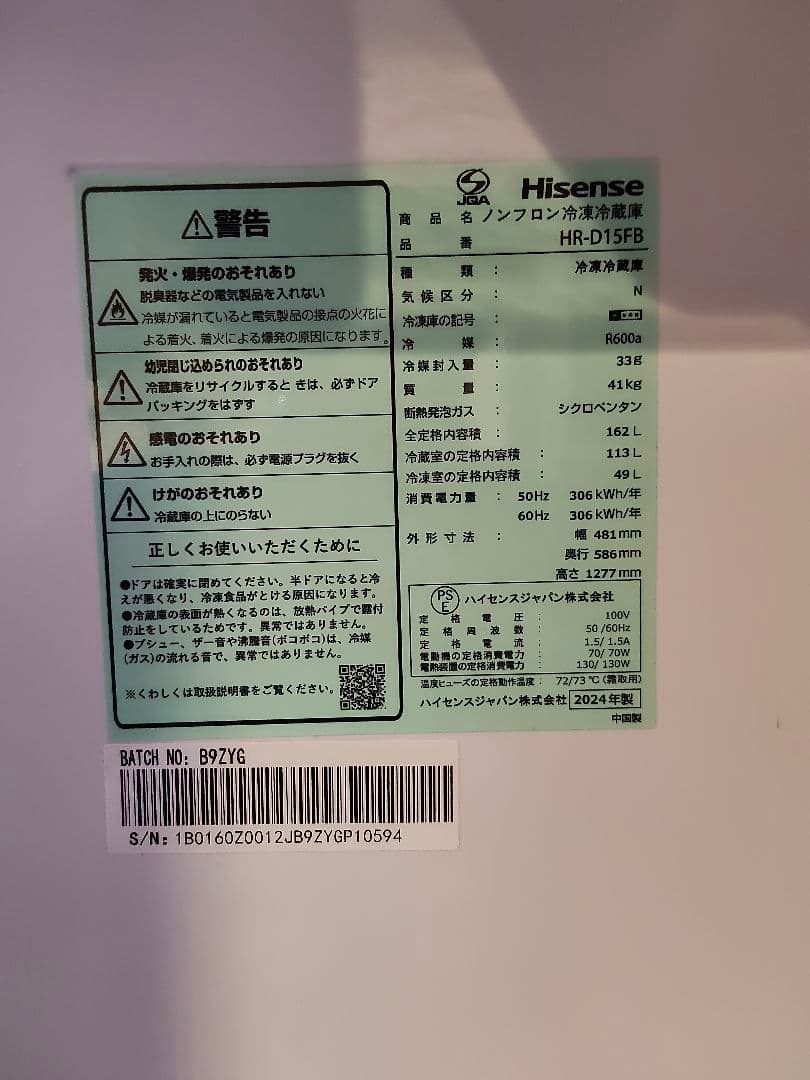 警告
発火・爆発のおそれあり
脱臭器などの電気製品を入れない
冷媒が漏れていると電気製品の接点の火花に
よる着火、着火による爆発の原因になります。
幼児閉じ込められのおそれあり
冷蔵庫をリサイクルすると きは、必ずドア
パッキングをはずす
感電のおそれあり
お手入れの際は、必ず電源プラグを抜く
けがのおそれあり
冷蔵庫の上にのらない
正しくお使いいただくために
●ドアは確実に閉めてください。半ドアになると冷
えが悪くなり、冷凍食品がとける原因になります。
●冷蔵庫の表面が熱くなるのは、放熱パイプで露付
防止をしているためです。異常ではありません。
●プシュー、ザー音や沸騰音(ボコボコ)は、冷媒
(ガス)の流れる音で、異常ではありません。
※くわしくは取扱説明書をご覧ください。
JQA Hisense
商品名 ノンフロン冷凍冷蔵庫
品番 HR-D15FB
種類 : 冷凍冷蔵庫
気候区分 : N
冷凍庫の記号 :
冷媒 : R600a
冷媒封入量 : 33g
質量 : 41kg
断熱発泡ガス : シクロペンタン
全定格内容積 : 162L
冷蔵室の定格内容積 : 113L
冷凍室の定格内容積 : 49L
消費電力量 : 50Hz 306kWh/年
60Hz 306kWh/年
外形寸法 : 幅 481mm
奥行 586mm
高さ 1277mm
PSE ハイセンスジャパン株式会社
定格電圧 : 100V
定格周波数 : 50/60Hz
定格電流 : 1.5/1.5A
電動機の定格消費電力 : 70/70W
電熱装置の定格消費電力 : 130/130W
温度ヒューズの定格動作温度 : 72/73℃(霜取用)
ハイセンスジャパン株式会社 2024年製
中国製
BATCH NO: B9ZYG
S/N: 1B0160Z0012JB9ZYGP10594